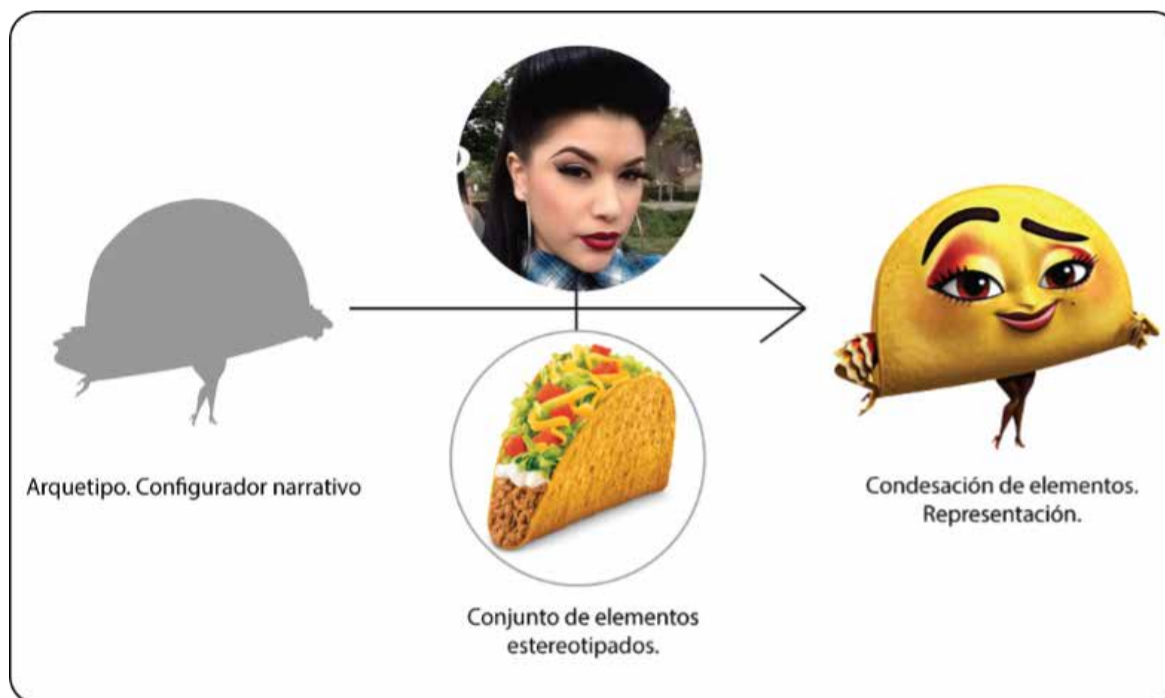 Arquetipo. Configurador narrativo
Conjunto de elementos
estereotipados.
Condesación de elementos.
Representación.